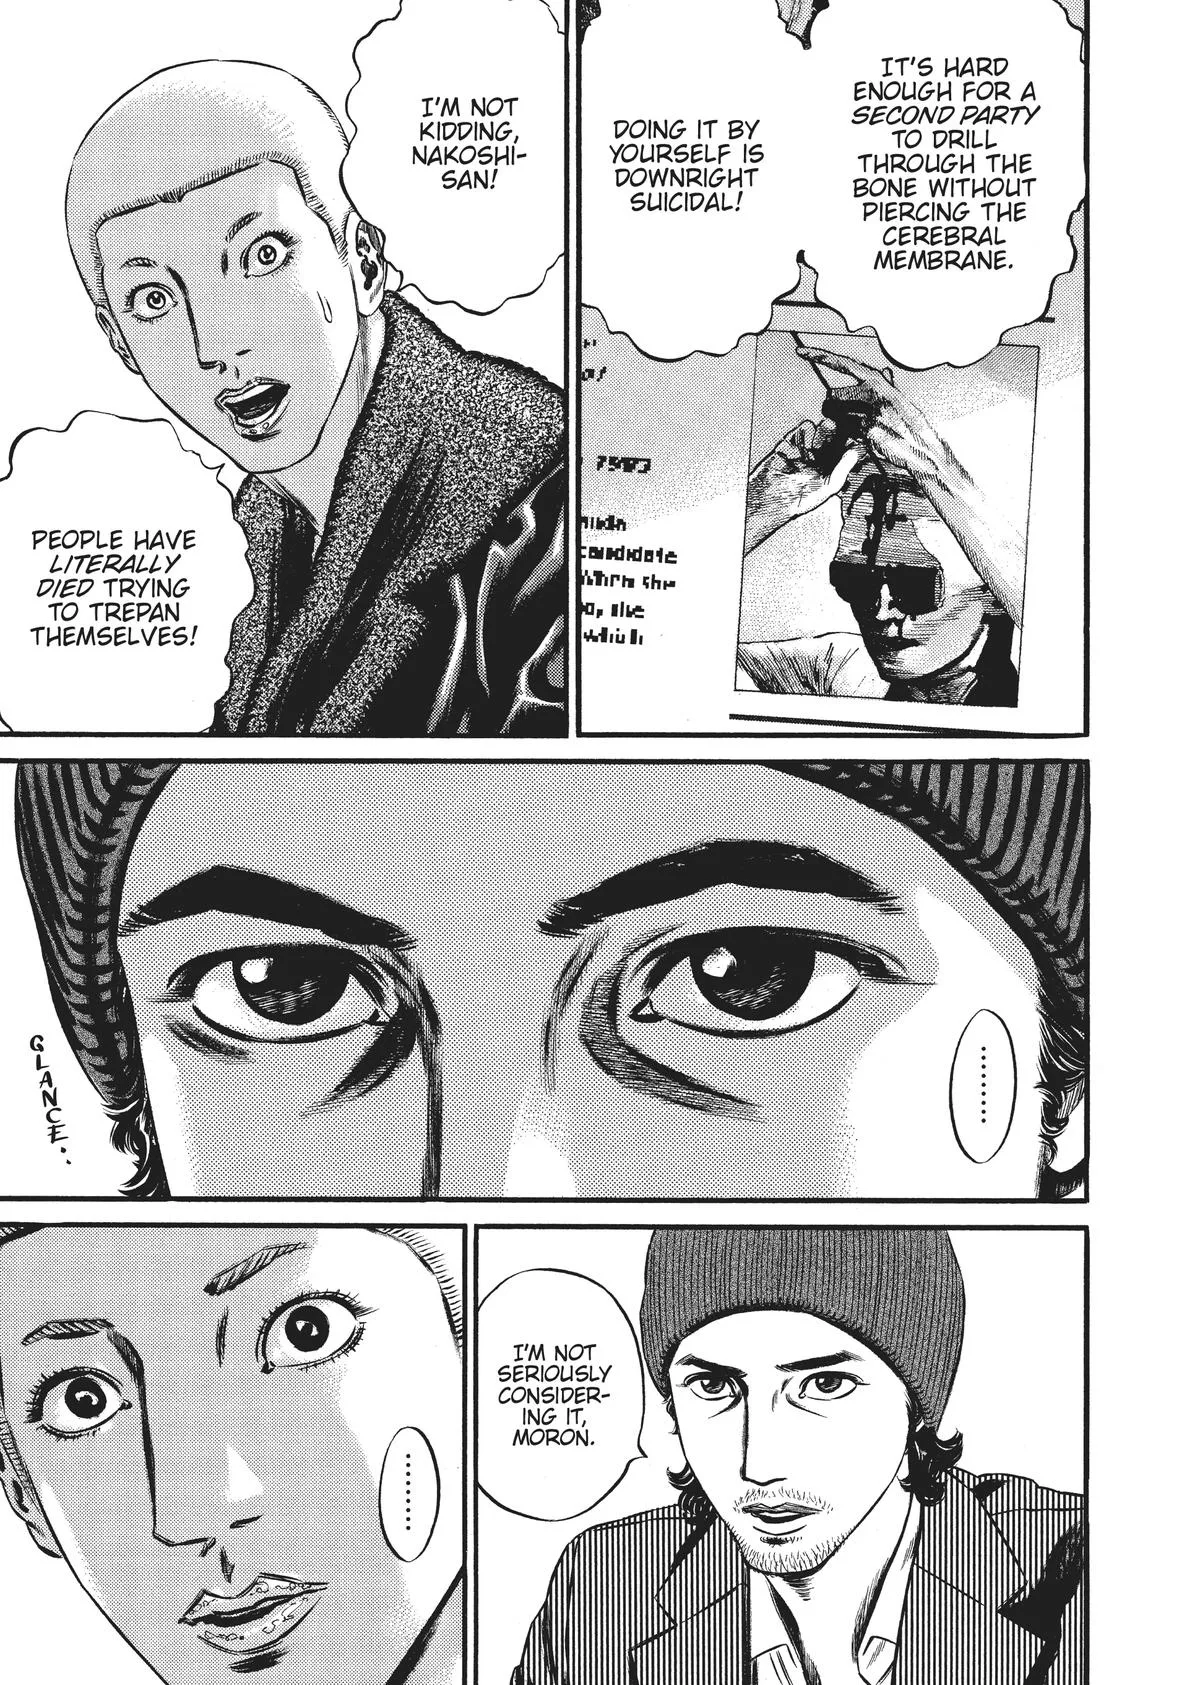 IT'S HARD
ENOUGH FOR A
SECOND PARTY
TO DRILL
THROUGH THE
BONE WITHOUT
PIERCING THE
CEREBRAL
MEMBRANE.
DOING IT BY
YOURSELF IS
DOWNRIGHT
SUICIDAL!
I'M NOT
KIDDING,
NAKOSHI-
SAN!
PEOPLE HAVE
LITERALLY
DIED TRYING
TO TREPAN
THEMSELVES!
candidate
which
GLANCE..
.........
I'M NOT
SERIOUSLY
CONSIDER-
ING IT,
MORON.
.........